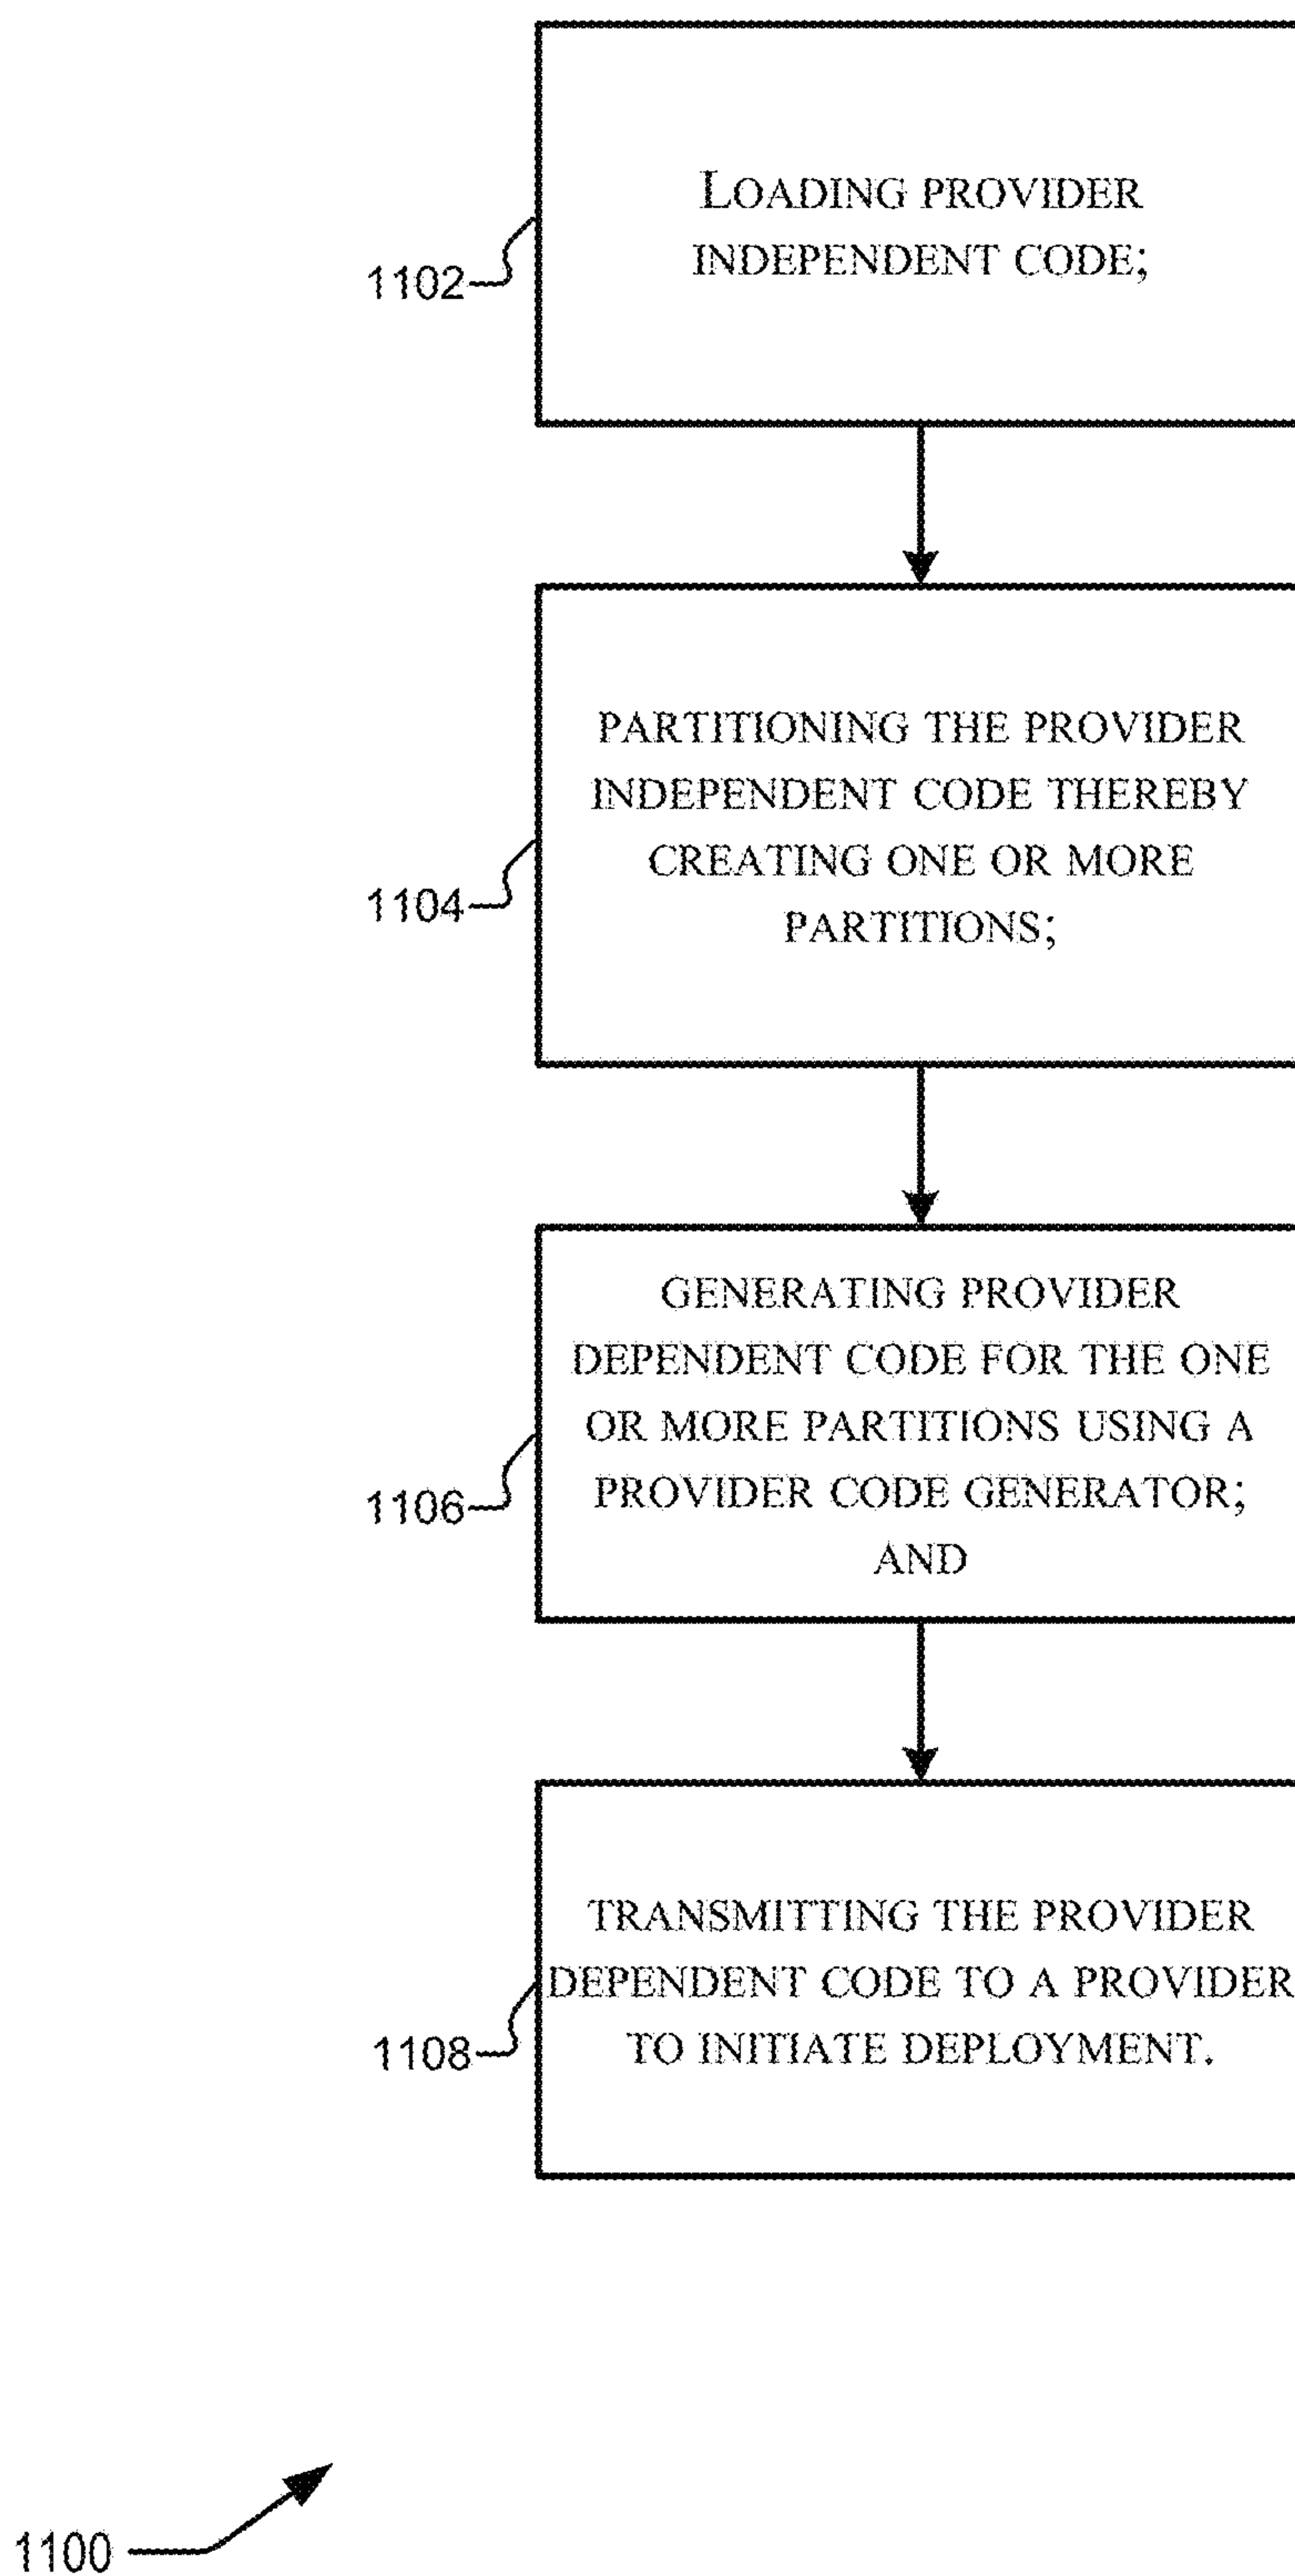 LOADING PROVIDER
INDEPENDENT CODE;
1102
PARTITIONING THE PROVIDER
INDEPENDENT CODE THEREBY
CREATING ONE OR MORE
PARTITIONS;
1104
GENERATING PROVIDER
DEPENDENT CODE FOR THE ONE
OR MORE PARTITIONS USING A
PROVIDER CODE GENERATOR;
AND
1106
TRANSMITTING THE PROVIDER
DEPENDENT CODE TO A PROVIDER
TO INITIATE DEPLOYMENT.
1108
1100